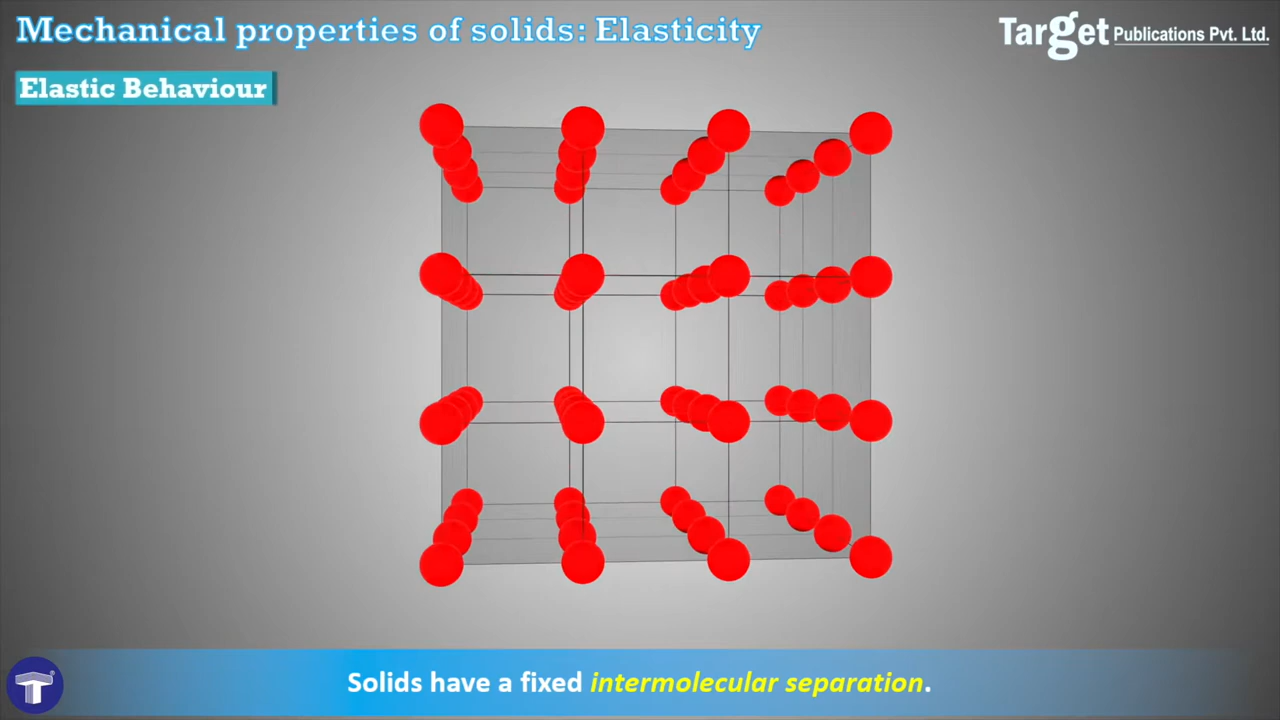 Mechanical properties of solids: Elasticity
Target Publications Pvt. Ltd.
Elastic Behaviour
Solids have a fixed intermolecular separation.